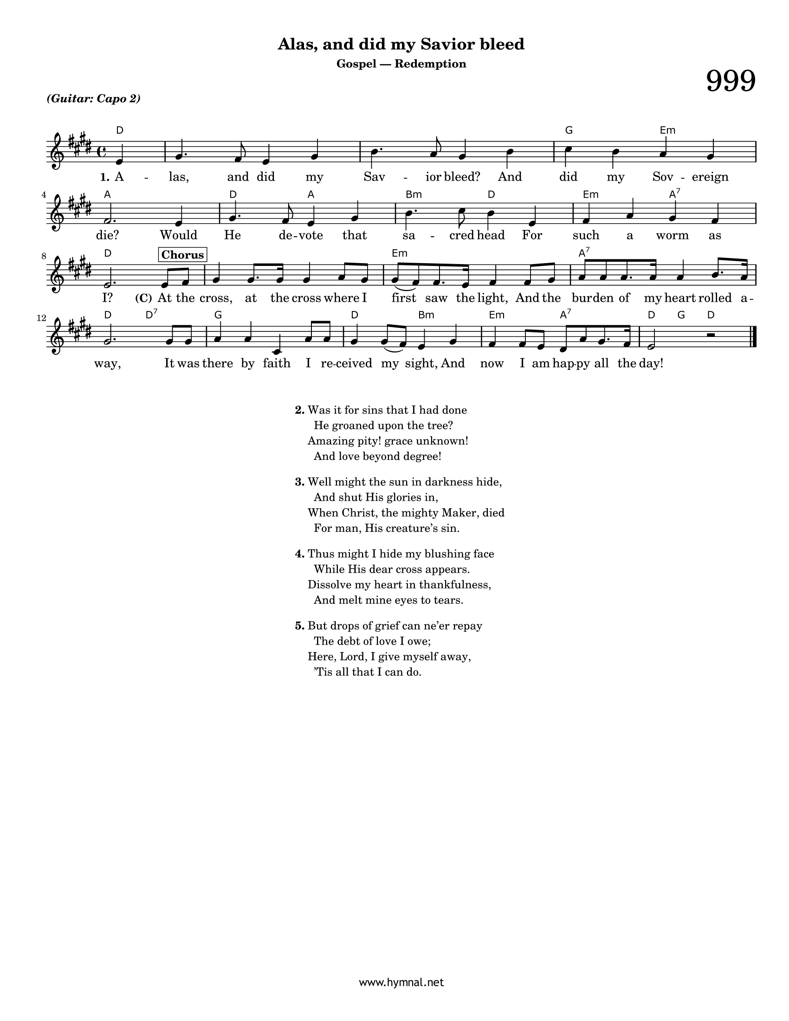 Alas, and did my Savior bleed
Gospel — Redemption
999
(Guitar: Capo 2)
D G Em
1. A - las, and did my Sav - ior bleed? And did my Sov - ereign
4 A D A Bm D Em A7
die? Would He de-vote that sa - cred head For such a worm as
8 D Chorus Em A7
I? (C) At the cross, at the cross where I first saw the light, And the burden of my heart rolled a-
12 D D7 G D Bm Em A7 D G D
way, It was there by faith I re-ceived my sight, And now I am hap-py all the day!
2. Was it for sins that I had done
He groaned upon the tree?
Amazing pity! grace unknown!
And love beyond degree!
3. Well might the sun in darkness hide,
And shut His glories in,
When Christ, the mighty Maker, died
For man, His creature's sin.
4. Thus might I hide my blushing face
While His dear cross appears.
Dissolve my heart in thankfulness,
And melt mine eyes to tears.
5. But drops of grief can ne'er repay
The debt of love I owe;
Here, Lord, I give myself away,
'Tis all that I can do.
www.hymnal.net